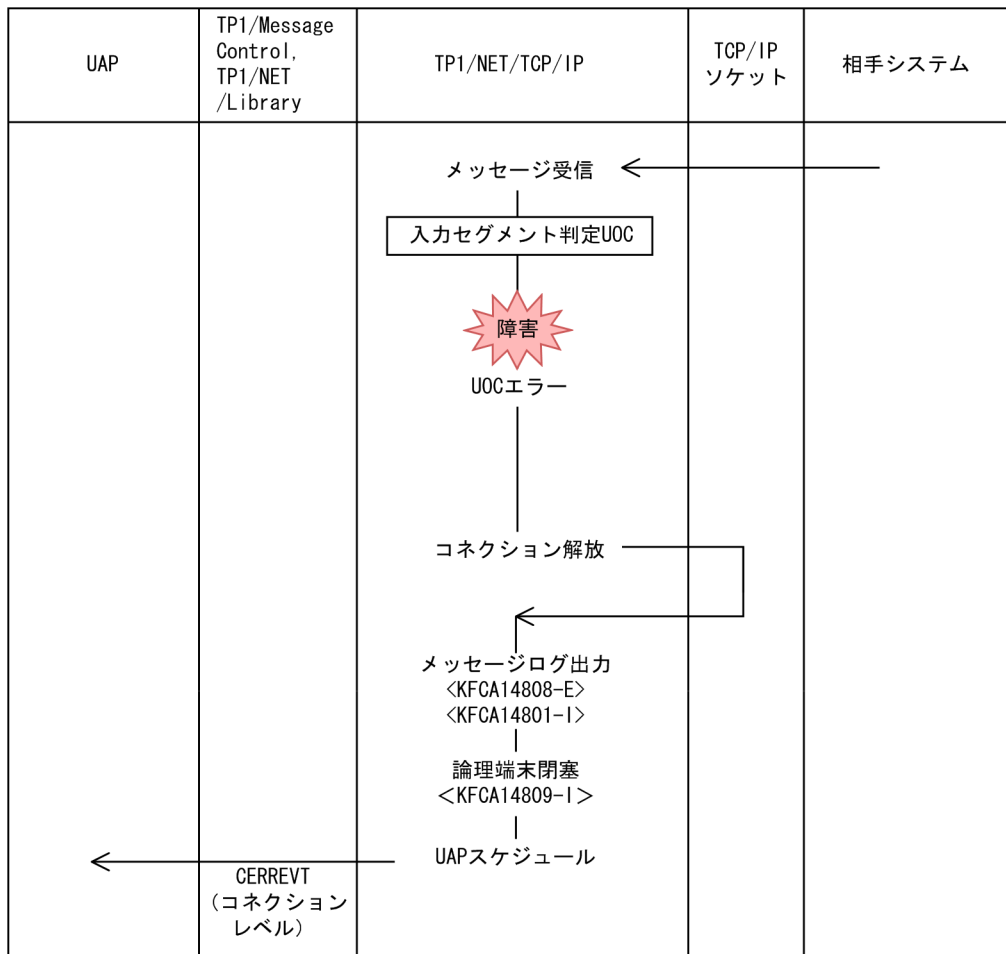 UAP
TP1/Message
Control,
TP1/NET
/Library
TP1/NET/TCP/IP
TCP/IP
ソケット
相手システム
メッセージ受信
入力セグメント判定UOC
障害
UOCエラー
コネクション解放
メッセージログ出力
<KFCA14808-E>
<KFCA14801-I>
論理端末閉塞
＜KFCA14809-I＞
UAPスケジュール
CERREVT
（コネクション
レベル）